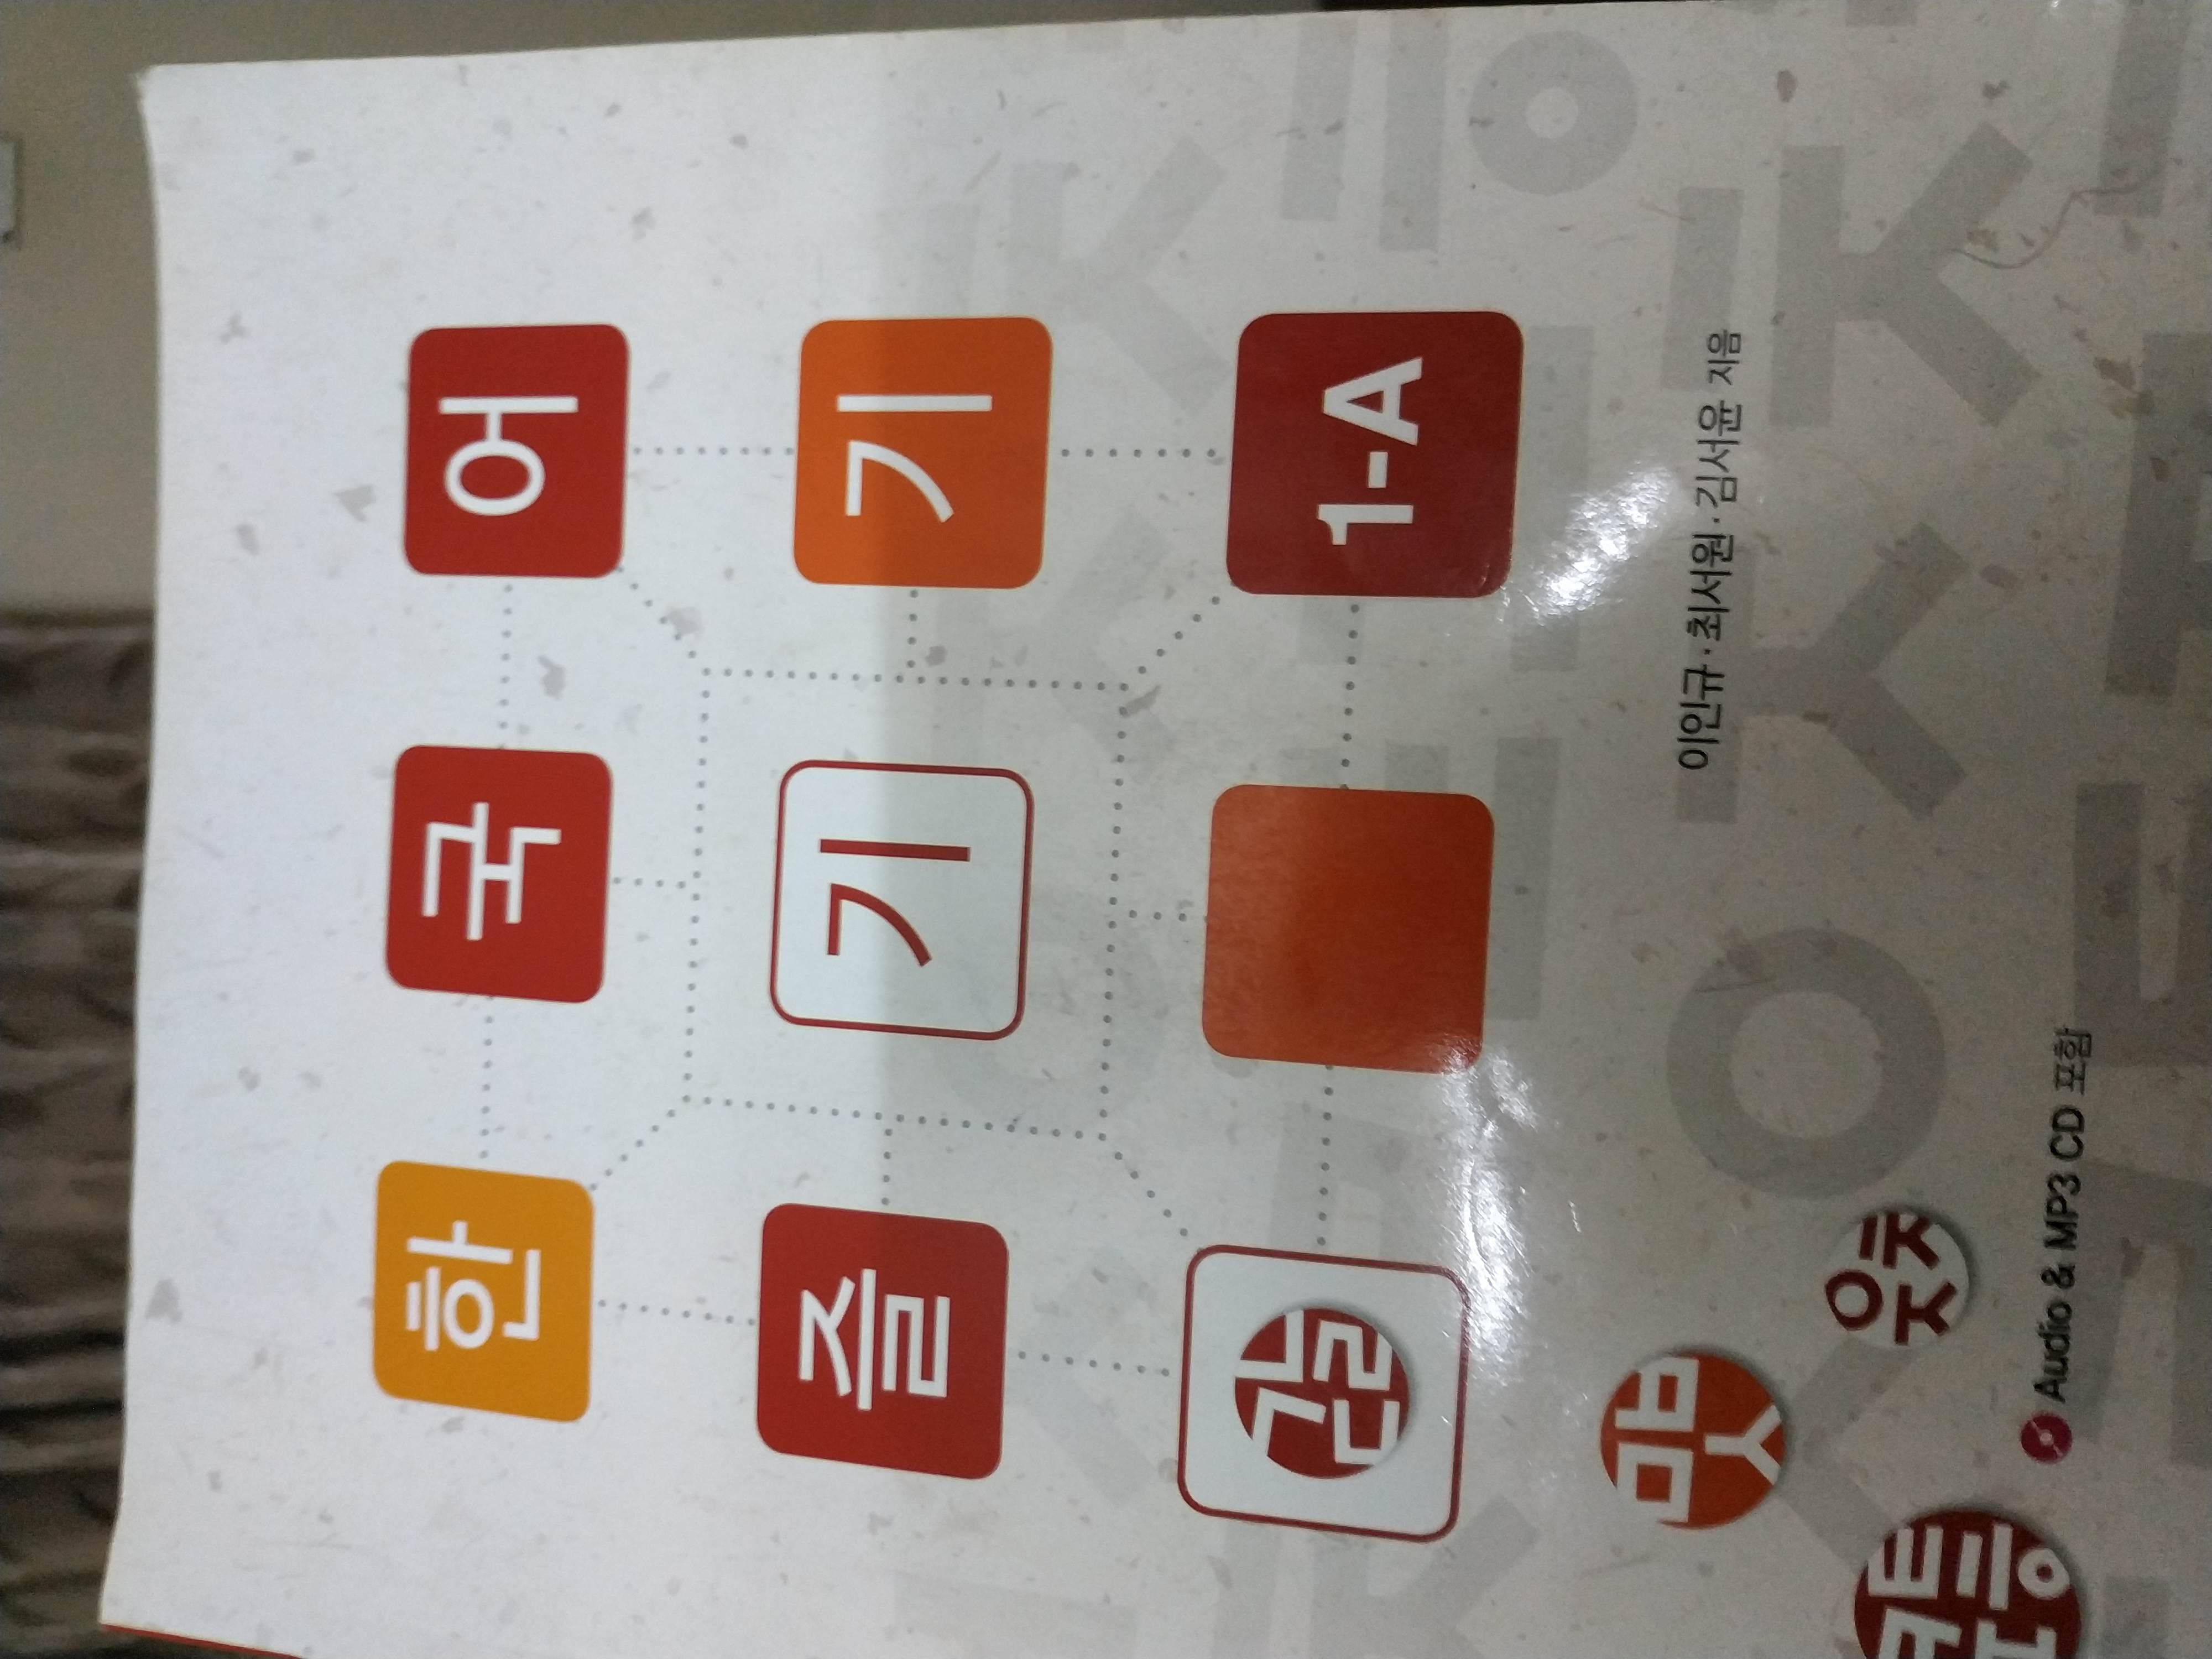 한 국 어
즐 기 기
1-A
이인규·최서원·김서윤 지음
Audio & MP3 CD 포함